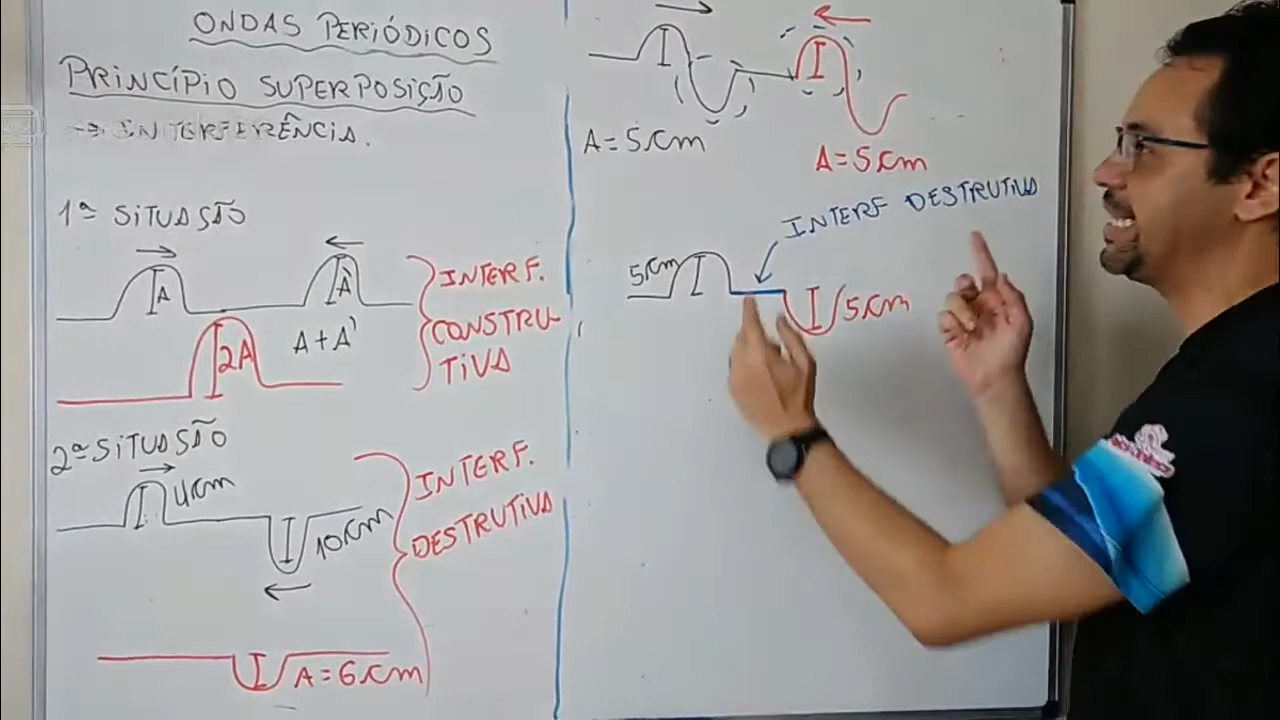 ONDAS PERIÓDICOS
PRINCÍPIO SUPERPOSIÇÃO
→ INTERFERÊNCIA.
1ª SITUAÇÃO
A
A'
2A
A+A'
INTERF.
CONSTRU-
TIVA
2ª SITUAÇÃO
4cm
10cm
INTERF.
DESTRUTIVA
A=6cm
A=5cm
A=5cm
INTERF DESTRUTIVA
5cm
5cm